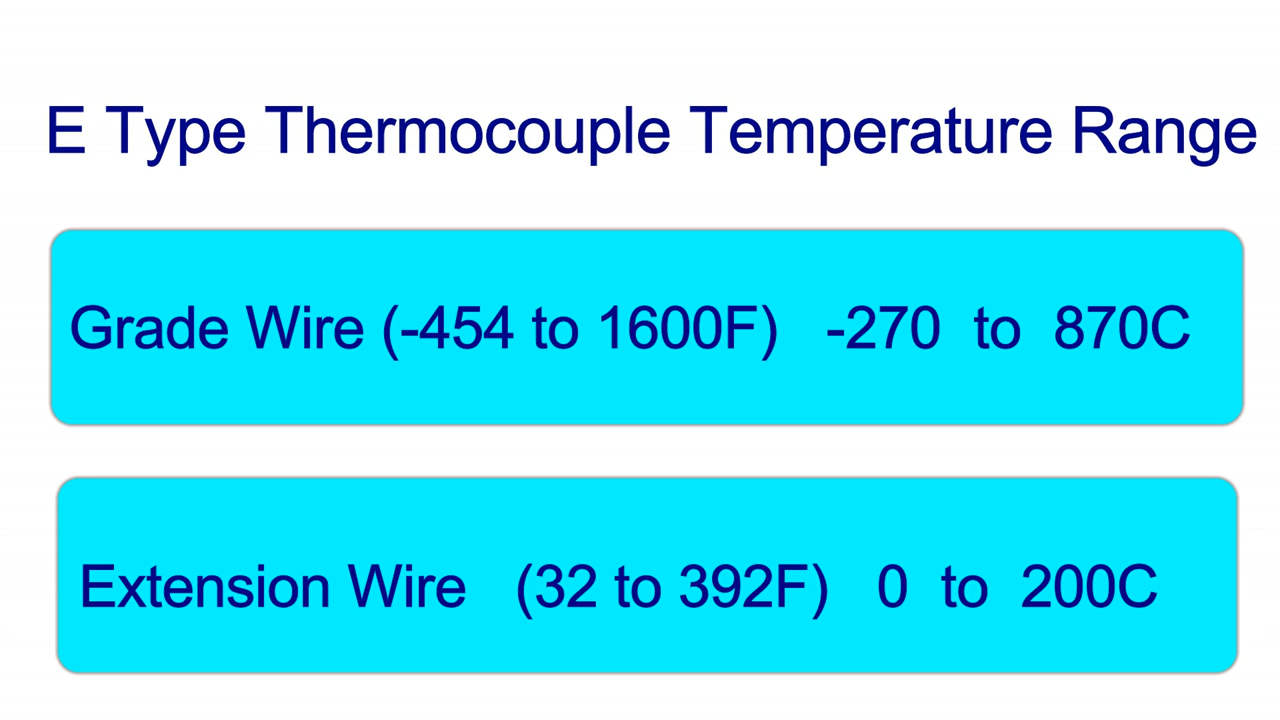 E Type Thermocouple Temperature Range
Grade Wire (-454 to 1600F) -270 to 870C
Extension Wire (32 to 392F) 0 to 200C